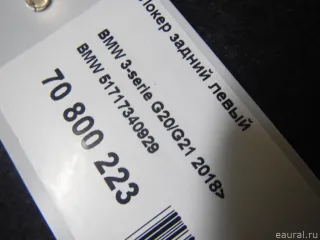 локер задний левый
BMW 3-serie G20/G21 2018>
BMW 51717340929
70 800 223
eaural.ru